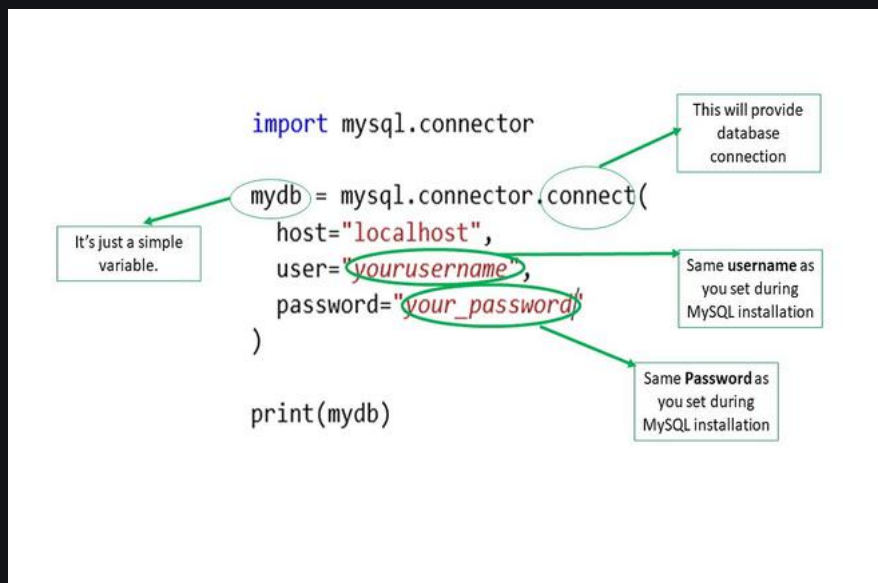 import mysql.connector
mydb = mysql.connector.connect(
host="localhost",
user="yourusername",
password="your_password"
)
print(mydb)
This will provide
database
connection
It's just a simple
variable.
Same username as
you set during
MySQL installation
Same Password as
you set during
MySQL installation